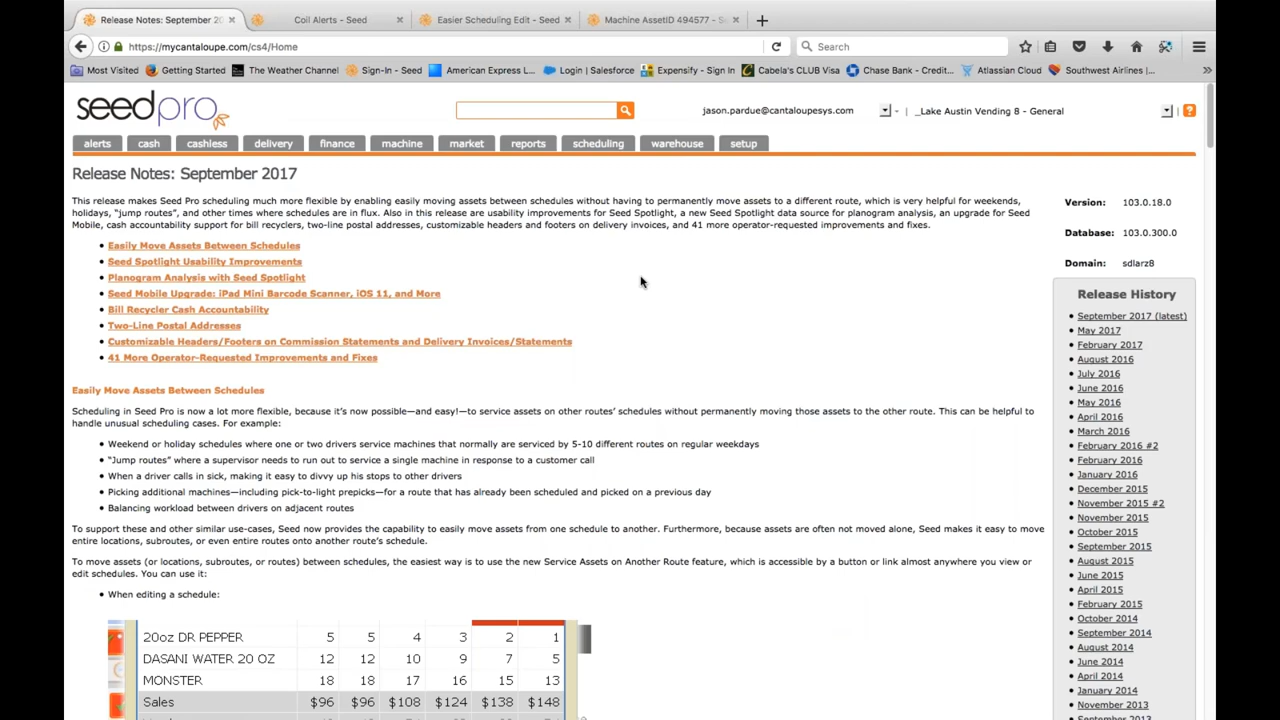 Release Notes: September 20
Coil Alerts - Seed
Easier Scheduling Edit - Seed
Machine AssetID 494577 - S
https://mycantaloupe.com/cs4/Home
Search
Most Visited
Getting Started
The Weather Channel
Sign-In - Seed
American Express L...
Login | Salesforce
Expensify - Sign In
Cabela's CLUB Visa
Chase Bank - Credit...
Atlassian Cloud
Southwest Airlines |...
seedpro
jason.pardue@cantaloupesys.com
_Lake Austin Vending 8 - General
alerts cash cashless delivery finance machine market reports scheduling warehouse setup
Release Notes: September 2017
This release makes Seed Pro scheduling much more flexible by enabling easily moving assets between schedules without having to permanently move assets to a different route, which is very helpful for weekends,
holidays, "jump routes", and other times where schedules are in flux. Also in this release are usability improvements for Seed Spotlight, a new Seed Spotlight data source for planogram analysis, an upgrade for Seed
Mobile, cash accountability support for bill recyclers, two-line postal addresses, customizable headers and footers on delivery invoices, and 41 more operator-requested improvements and fixes.
• Easily Move Assets Between Schedules
• Seed Spotlight Usability Improvements
• Planogram Analysis with Seed Spotlight
• Seed Mobile Upgrade: iPad Mini Barcode Scanner, iOS 11, and More
• Bill Recycler Cash Accountability
• Two-Line Postal Addresses
• Customizable Headers/Footers on Commission Statements and Delivery Invoices/Statements
• 41 More Operator-Requested Improvements and Fixes
Easily Move Assets Between Schedules
Scheduling in Seed Pro is now a lot more flexible, because it's now possible—and easy!—to service assets on other routes' schedules without permanently moving those assets to the other route. This can be helpful to
handle unusual scheduling cases. For example:
• Weekend or holiday schedules where one or two drivers service machines that normally are serviced by 5-10 different routes on regular weekdays
• "Jump routes" where a supervisor needs to run out to service a single machine in response to a customer call
• When a driver calls in sick, making it easy to divvy up his stops to other drivers
• Picking additional machines—including pick-to-light prepicks—for a route that has already been scheduled and picked on a previous day
• Balancing workload between drivers on adjacent routes
To support these and other similar use-cases, Seed now provides the capability to easily move assets from one schedule to another. Furthermore, because assets are often not moved alone, Seed makes it easy to move
entire locations, subroutes, or even entire routes onto another route's schedule.
To move assets (or locations, subroutes, or routes) between schedules, the easiest way is to use the new Service Assets on Another Route feature, which is accessible by a button or link almost anywhere you view or
edit schedules. You can use it:
• When editing a schedule:
20oz DR PEPPER 5 5 4 3 2 1
DASANI WATER 20 OZ 12 12 10 9 7 5
MONSTER 18 18 17 16 15 13
Sales $96 $96 $108 $124 $138 $148
Version: 103.0.18.0
Database: 103.0.300.0
Domain: sdlarz8
Release History
• September 2017 (latest)
• May 2017
• February 2017
• August 2016
• July 2016
• June 2016
• May 2016
• April 2016
• March 2016
• February 2016 #2
• February 2016
• January 2016
• December 2015
• November 2015 #2
• November 2015
• October 2015
• September 2015
• August 2015
• June 2015
• April 2015
• February 2015
• October 2014
• September 2014
• August 2014
• June 2014
• April 2014
• January 2014
• November 2013
• September 2013